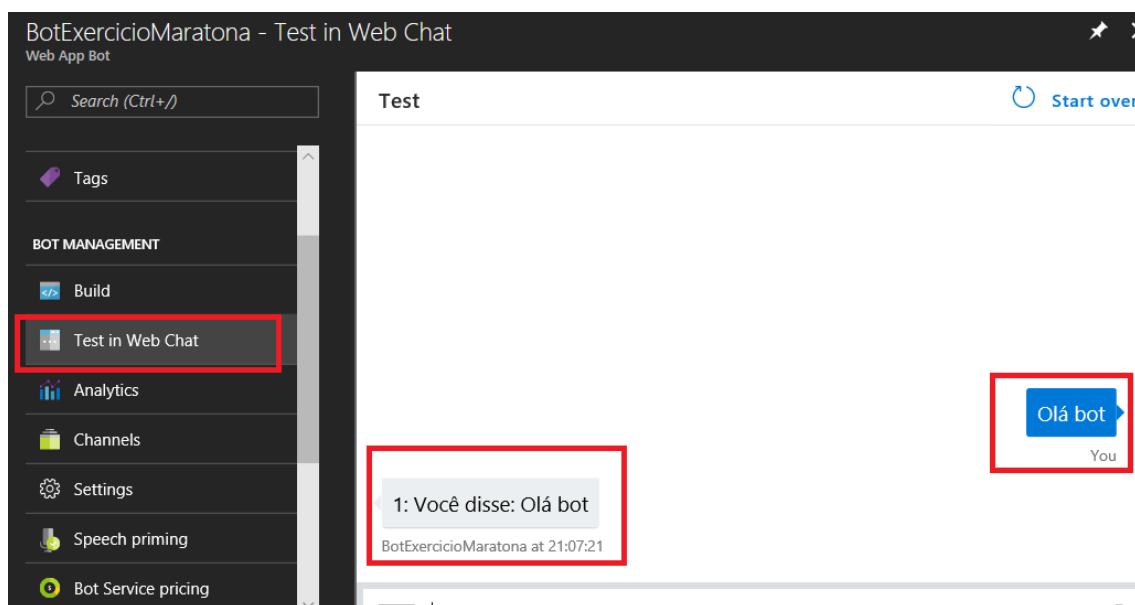 BotExercicioMaratona - Test in Web Chat
Web App Bot
Search (Ctrl+/)
Tags
BOT MANAGEMENT
Build
Test in Web Chat
Analytics
Channels
Settings
Speech priming
Bot Service pricing
Test
Start over
Olá bot
You
1: Você disse: Olá bot
BotExercicioMaratona at 21:07:21